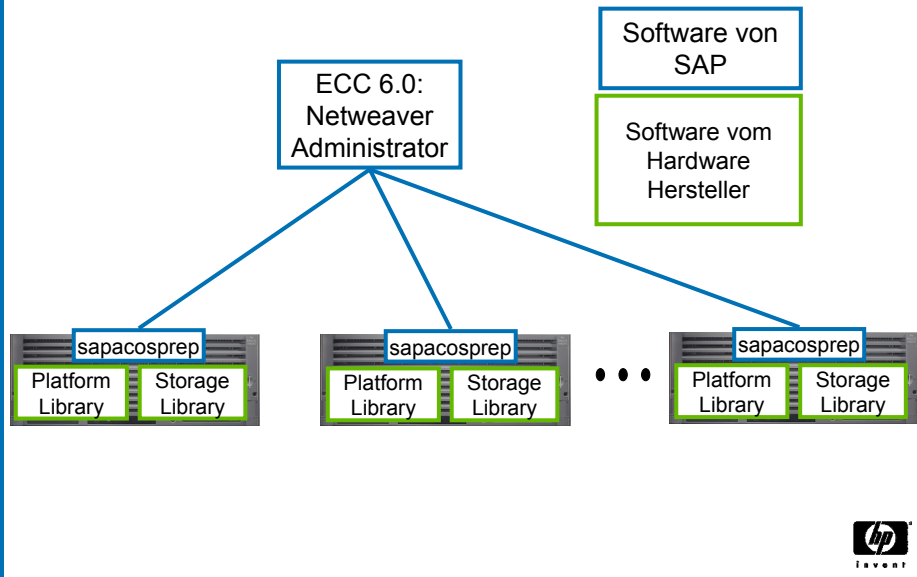 Software von
SAP
ECC 6.0:
Netweaver
Administrator
Software vom
Hardware
Hersteller
sapacosprep
Platform
Library
Storage
Library
sapacosprep
Platform
Library
Storage
Library
sapacosprep
Platform
Library
Storage
Library
hp
invent